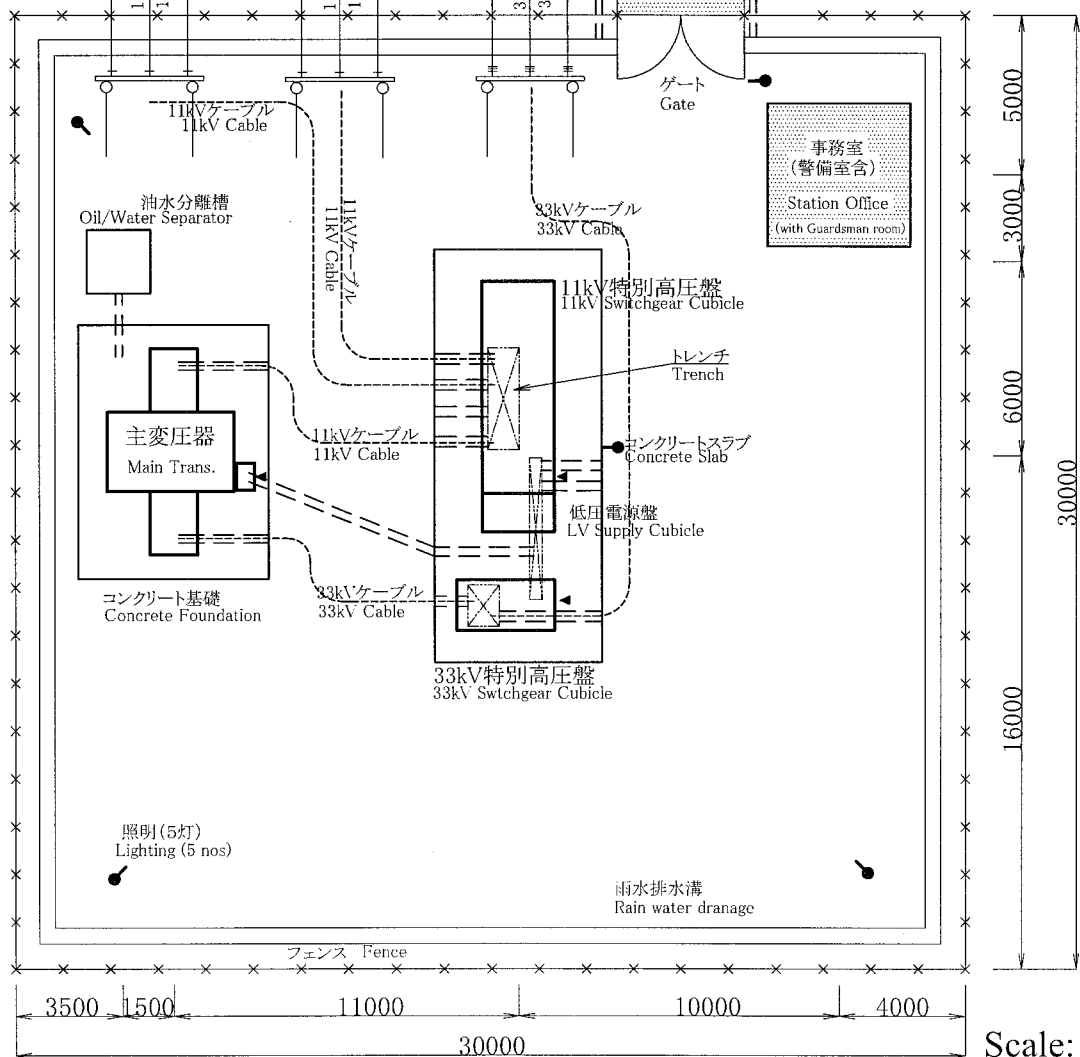 1
1
1
1
3
3
ゲート
Gate
11kVケーブル
11kV Cable
事務室
(警備室含)
Station Office
(with Guardsman room)
油水分離槽
Oil/Water Separator
11kVケーブル
11kV Cable
33kVケーブル
33kV Cable
11kV特別高圧盤
11kV Switchgear Cubicle
トレンチ
Trench
主変圧器
Main Trans.
11kVケーブル
11kV Cable
コンクリートスラブ
Concrete Slab
低圧電源盤
LV Supply Cubicle
コンクリート基礎
Concrete Foundation
33kVケーブル
33kV Cable
33kV特別高圧盤
33kV Swtchgear Cubicle
照明(5灯)
Lighting (5 nos)
雨水排水溝
Rain water dranage
フェンス Fence
5000
3000
6000
16000
30000
3500 1500 11000 10000 4000
30000
Scale: